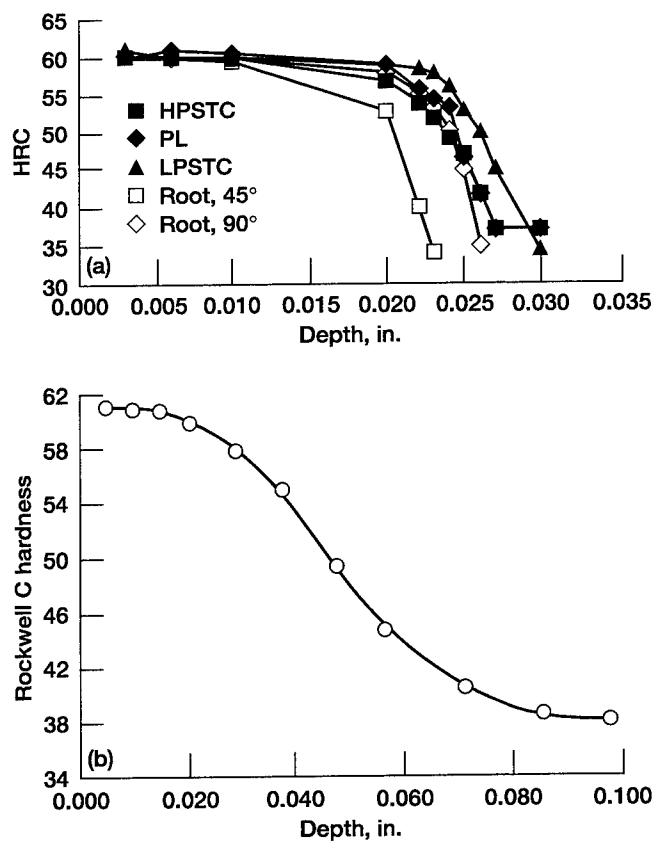 65
60
55
50
45
40
35
30
HRC
HPSTC
PL
LPSTC
Root, 45°
Root, 90°
(a)
0.000 0.005 0.010 0.015 0.020 0.025 0.030 0.035
Depth, in.
62
58
54
50
46
42
38
34
Rockwell C hardness
(b)
0.000 0.020 0.040 0.060 0.080 0.100
Depth, in.